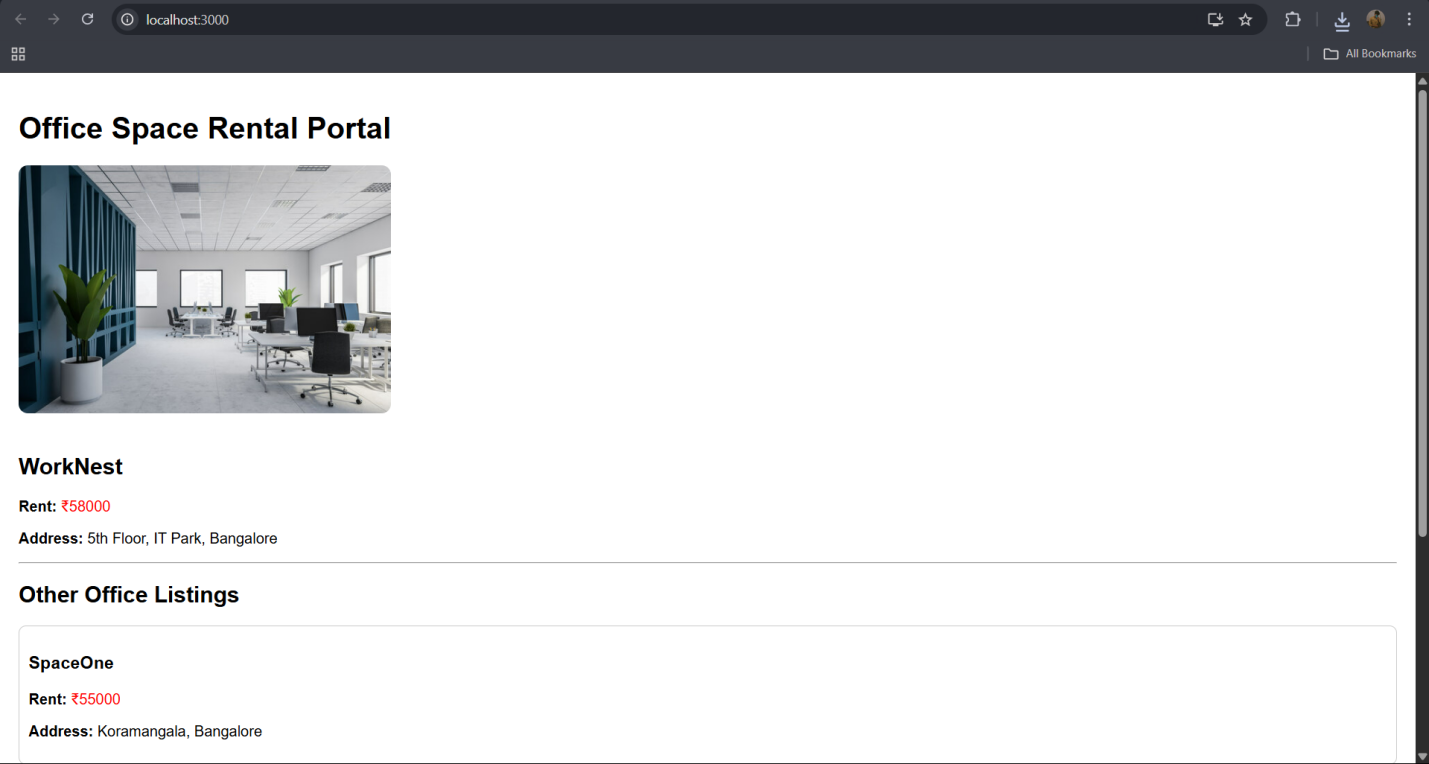 localhost:3000
All Bookmarks
Office Space Rental Portal
WorkNest
Rent: ₹58000
Address: 5th Floor, IT Park, Bangalore
Other Office Listings
SpaceOne
Rent: ₹55000
Address: Koramangala, Bangalore